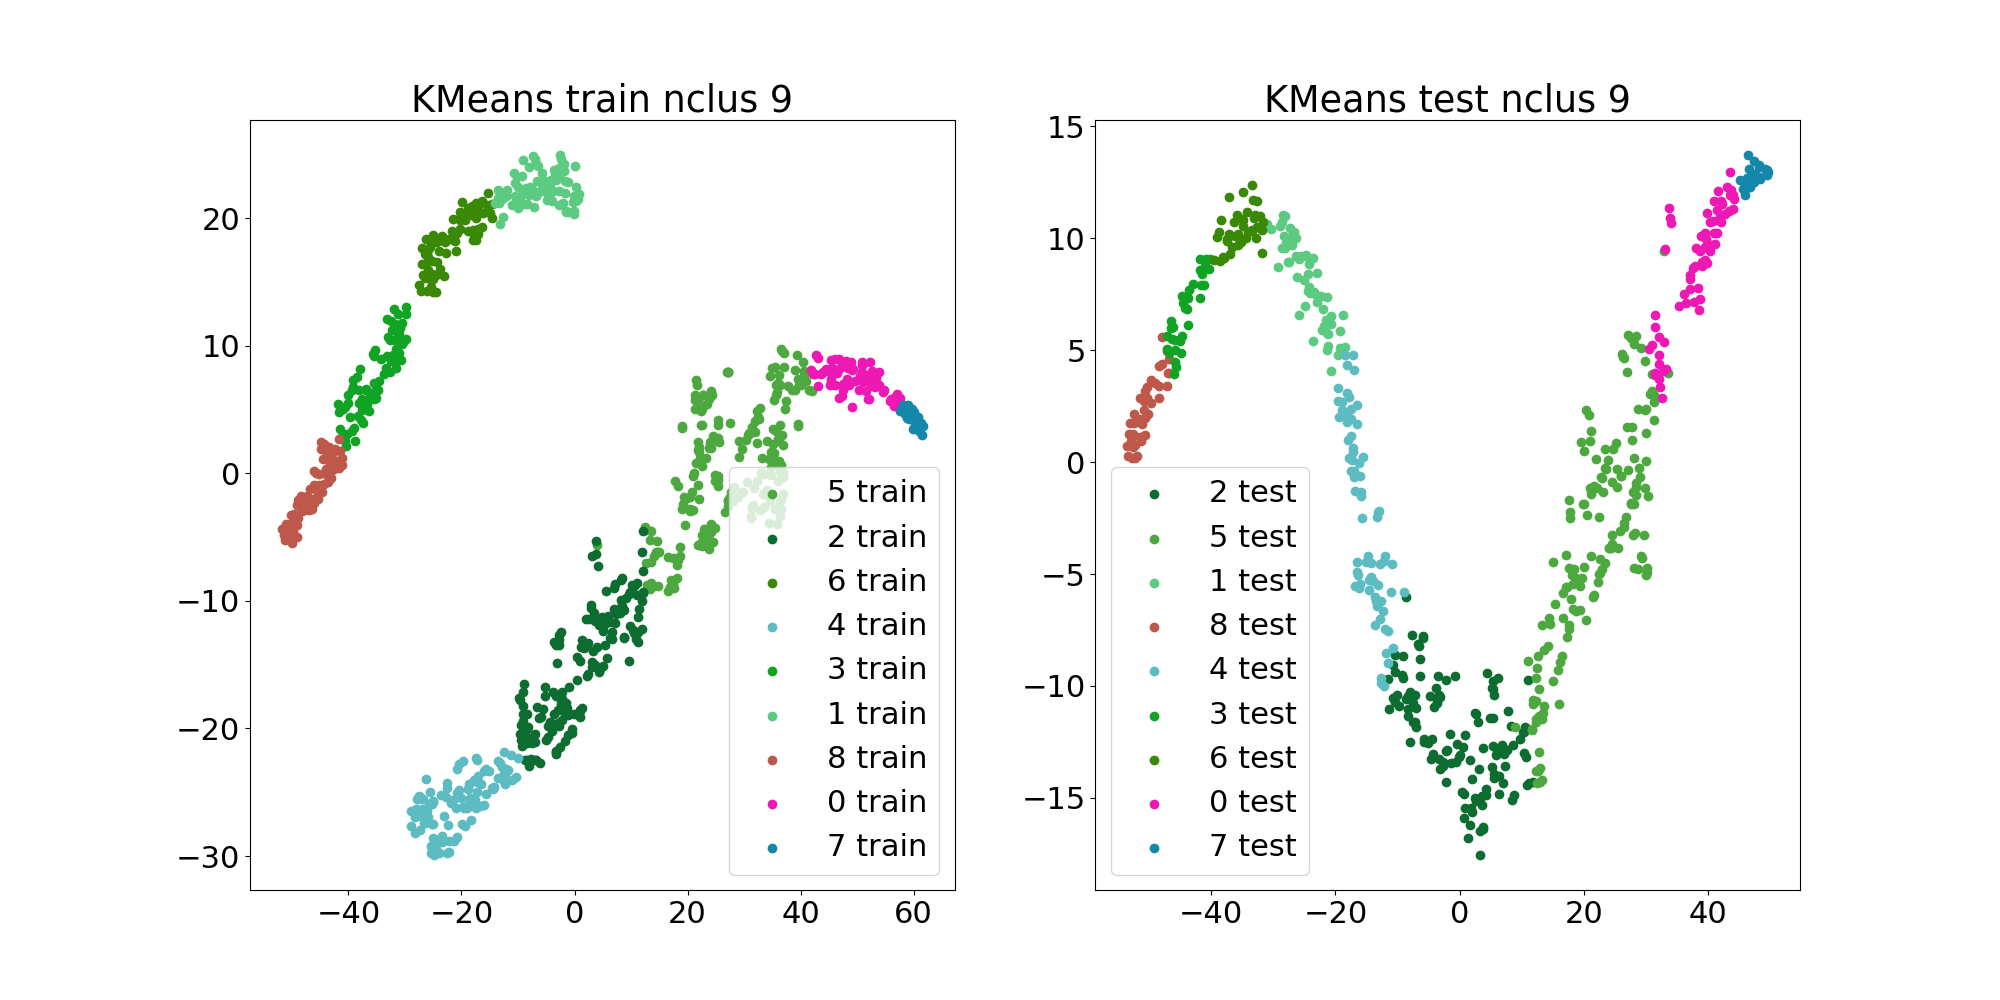 KMeans train nclus 9
20
10
0
−10
−20
−30
−40
−20
0
20
40
60
5 train
2 train
6 train
4 train
3 train
1 train
8 train
0 train
7 train
KMeans test nclus 9
15
10
5
0
−5
−10
−15
−40
−20
0
20
40
2 test
5 test
1 test
8 test
4 test
3 test
6 test
0 test
7 test